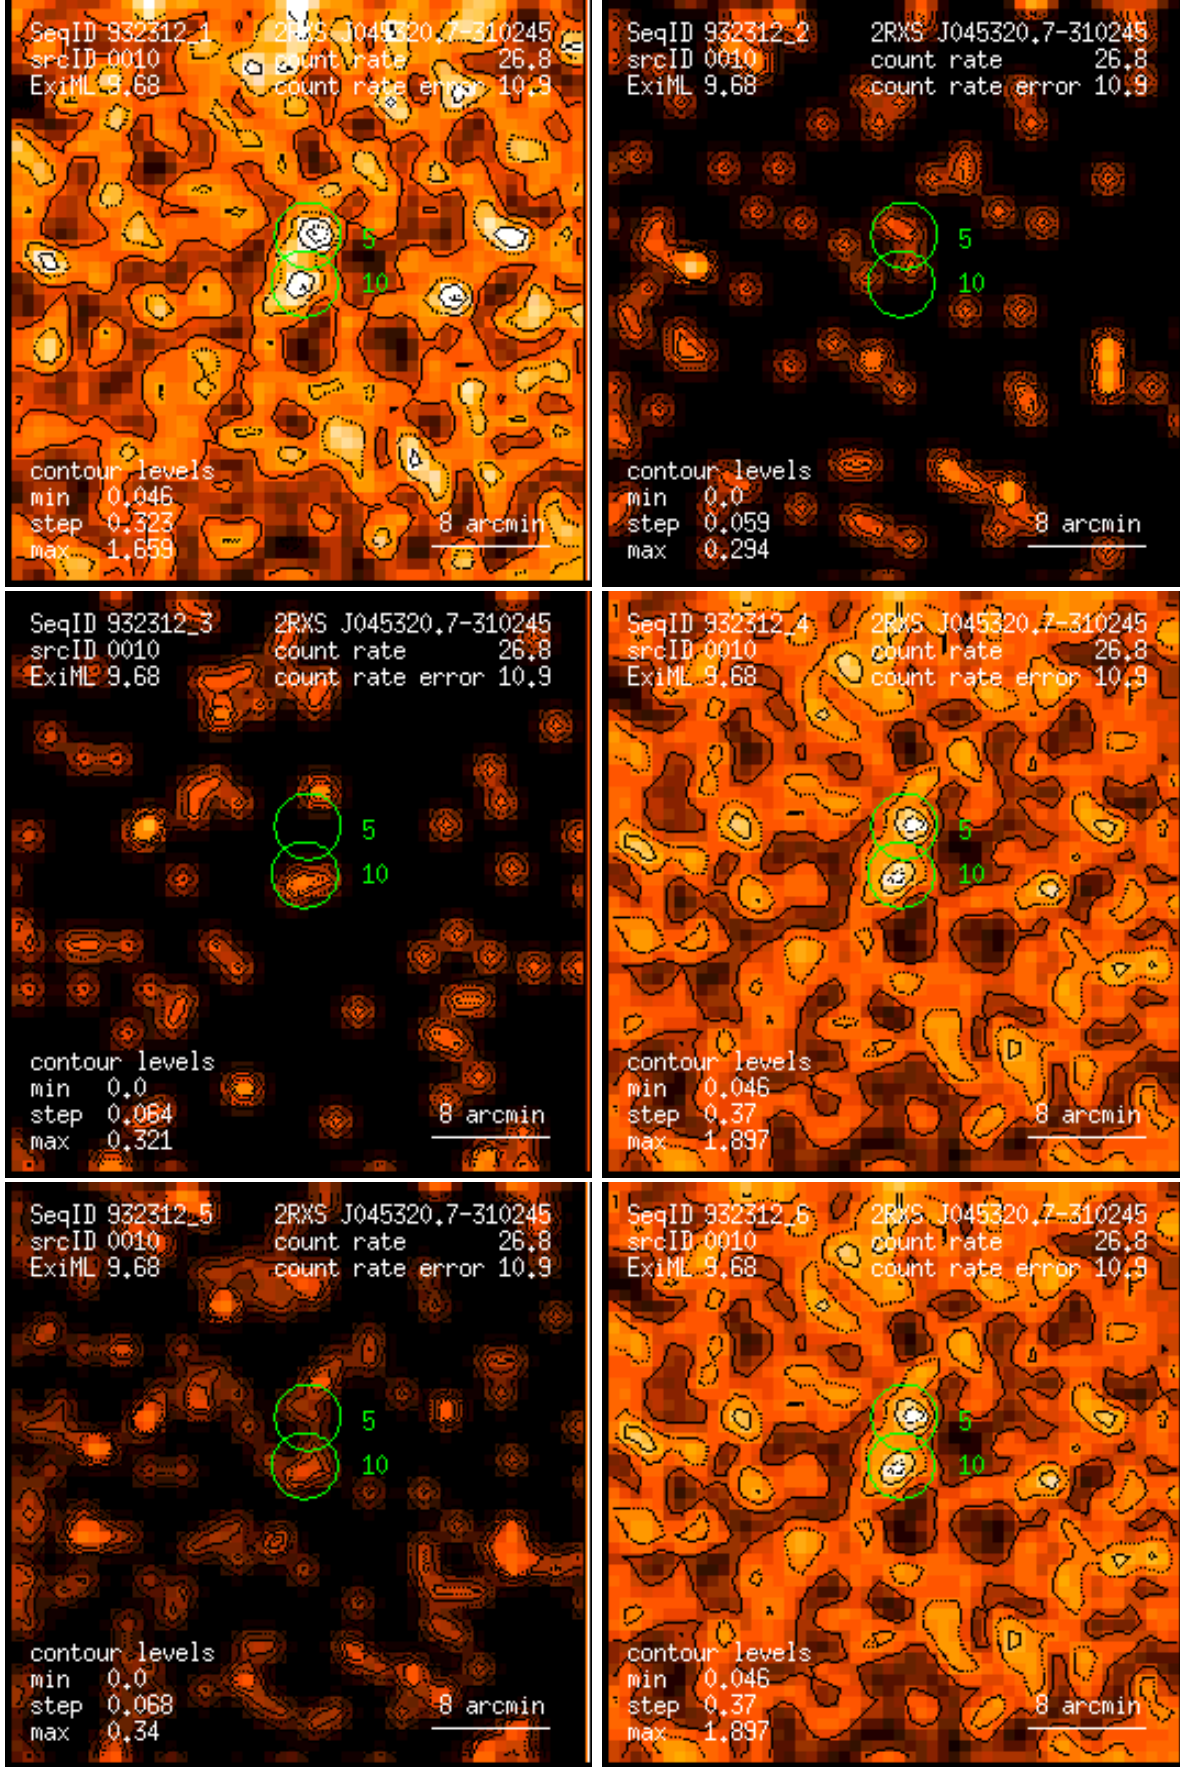 SeqID 932312_1 2RXS J045320.7-310245
srcID 0010 count rate 26.8
ExiML 9.68 count rate error 10.9
5
10
contour levels
min 0.046
step 0.323
max 1.659
8 arcmin
SeqID 932312_2 2RXS J045320.7-310245
srcID 0010 count rate 26.8
ExiML 9.68 count rate error 10.9
5
10
contour levels
min 0.0
step 0.059
max 0.294
8 arcmin
SeqID 932312_3 2RXS J045320.7-310245
srcID 0010 count rate 26.8
ExiML 9.68 count rate error 10.9
5
10
contour levels
min 0.0
step 0.064
max 0.321
8 arcmin
SeqID 932312_4 2RXS J045320.7-310245
srcID 0010 count rate 26.8
ExiML 9.68 count rate error 10.9
5
10
contour levels
min 0.046
step 0.37
max 1.897
8 arcmin
SeqID 932312_5 2RXS J045320.7-310245
srcID 0010 count rate 26.8
ExiML 9.68 count rate error 10.9
5
10
contour levels
min 0.0
step 0.068
max 0.34
8 arcmin
SeqID 932312_6 2RXS J045320.7-310245
srcID 0010 count rate 26.8
ExiML 9.68 count rate error 10.9
5
10
contour levels
min 0.046
step 0.37
max 1.897
8 arcmin